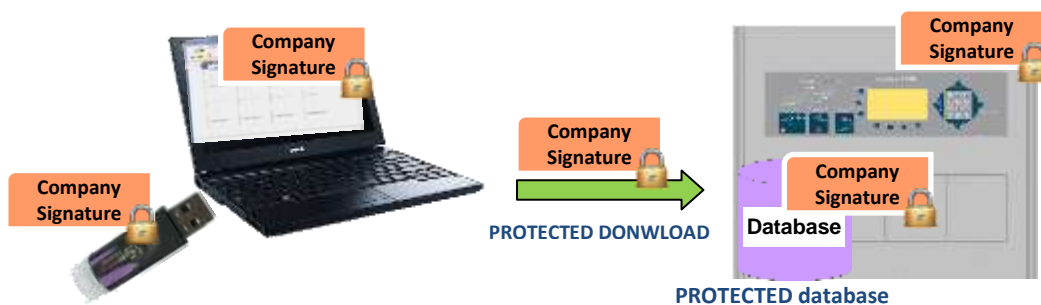 Company
Signature
Company
Signature
Company
Signature
Company
Signature
Company
Signature
PROTECTED DONWLOAD
Database
PROTECTED database